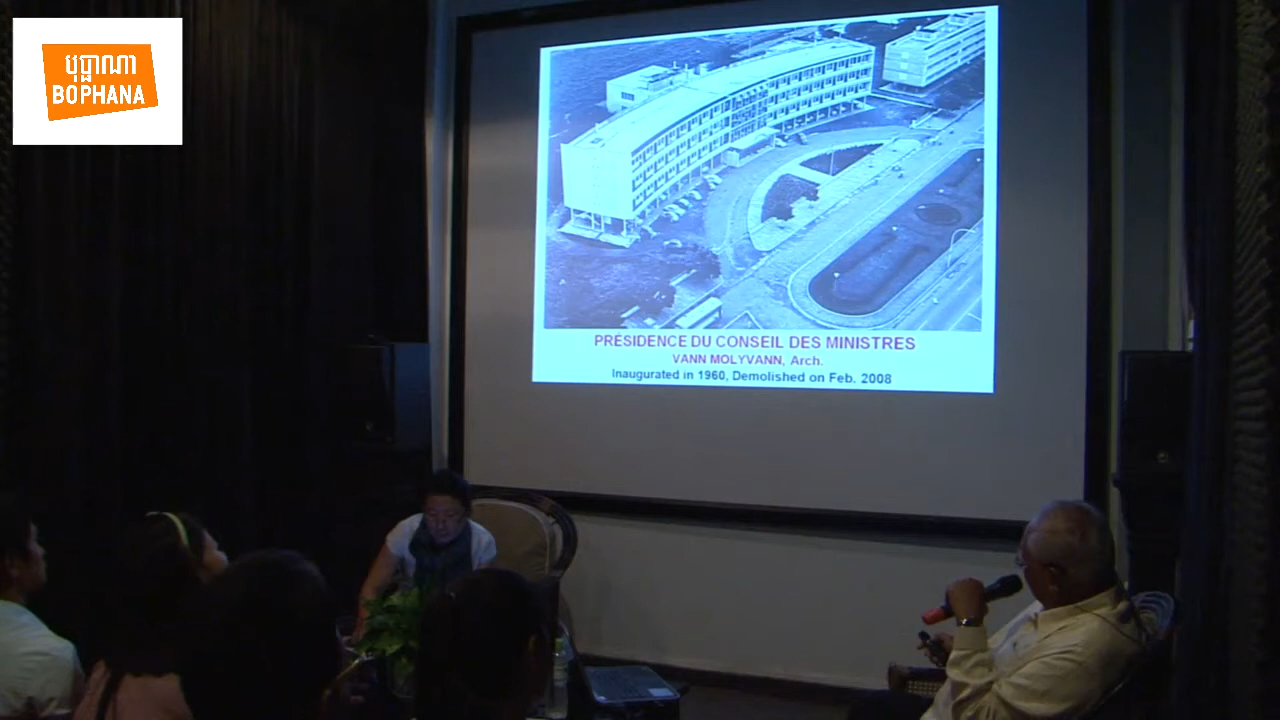 បុប្ផាណា
BOPHANA
PRÉSIDENCE DU CONSEIL DES MINISTRES
VANN MOLYVANN, Arch.
Inaugurated in 1960, Demolished on Feb. 2008